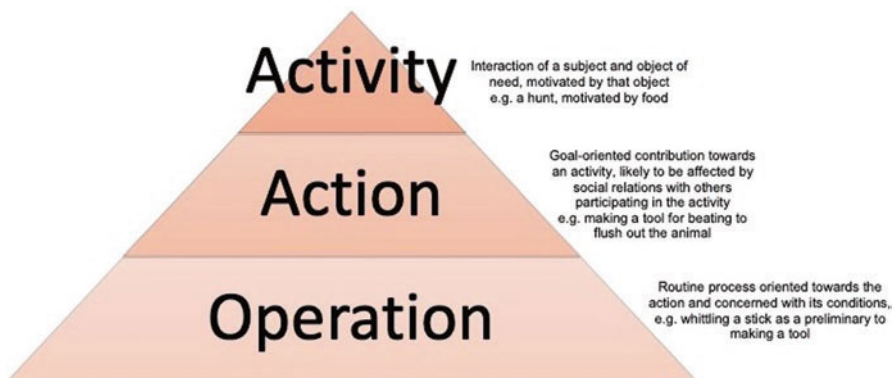 Activity
Interaction of a subject and object of
need, motivated by that object
e.g. a hunt, motivated by food
Action
Goal-oriented contribution towards
an activity, likely to be affected by
social relations with others
participating in the activity
e.g. making a tool for beating to
flush out the animal
Operation
Routine process oriented towards the
action and concerned with its conditions,
e.g. whittling a stick as a preliminary to
making a tool